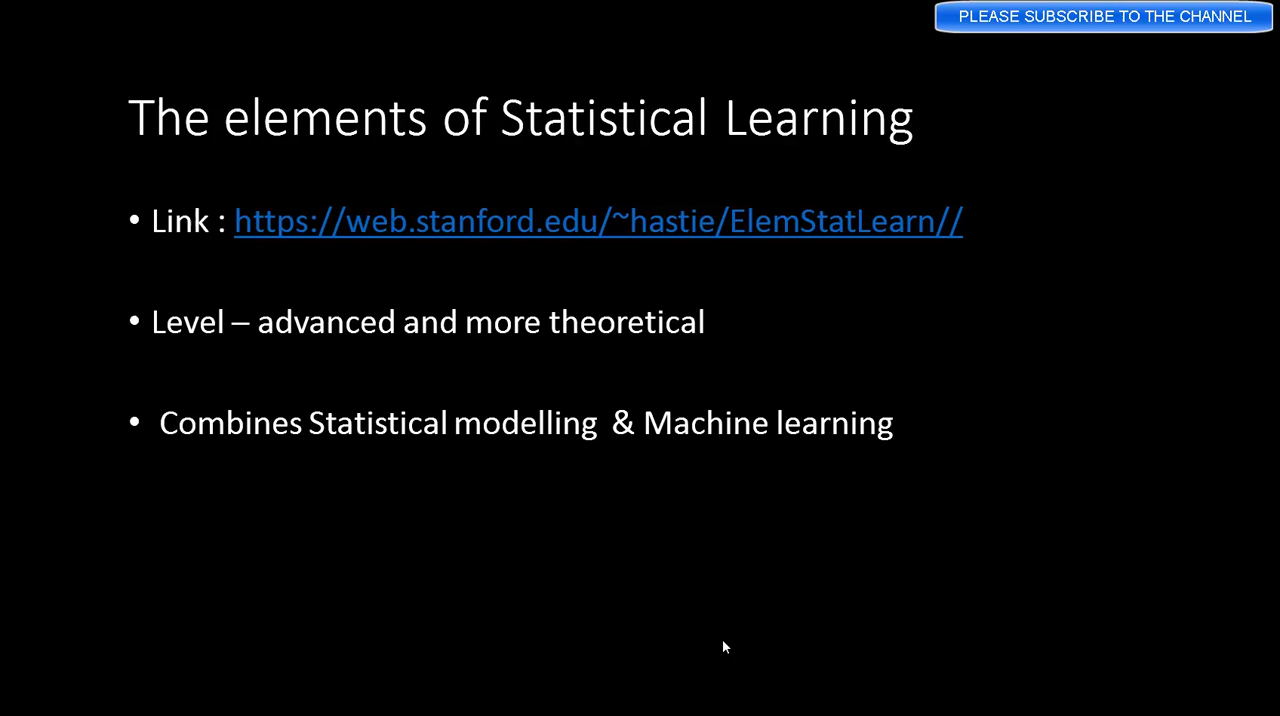 PLEASE SUBSCRIBE TO THE CHANNEL
The elements of Statistical Learning
• Link : https://web.stanford.edu/~hastie/ElemStatLearn//
• Level – advanced and more theoretical
• Combines Statistical modelling & Machine learning